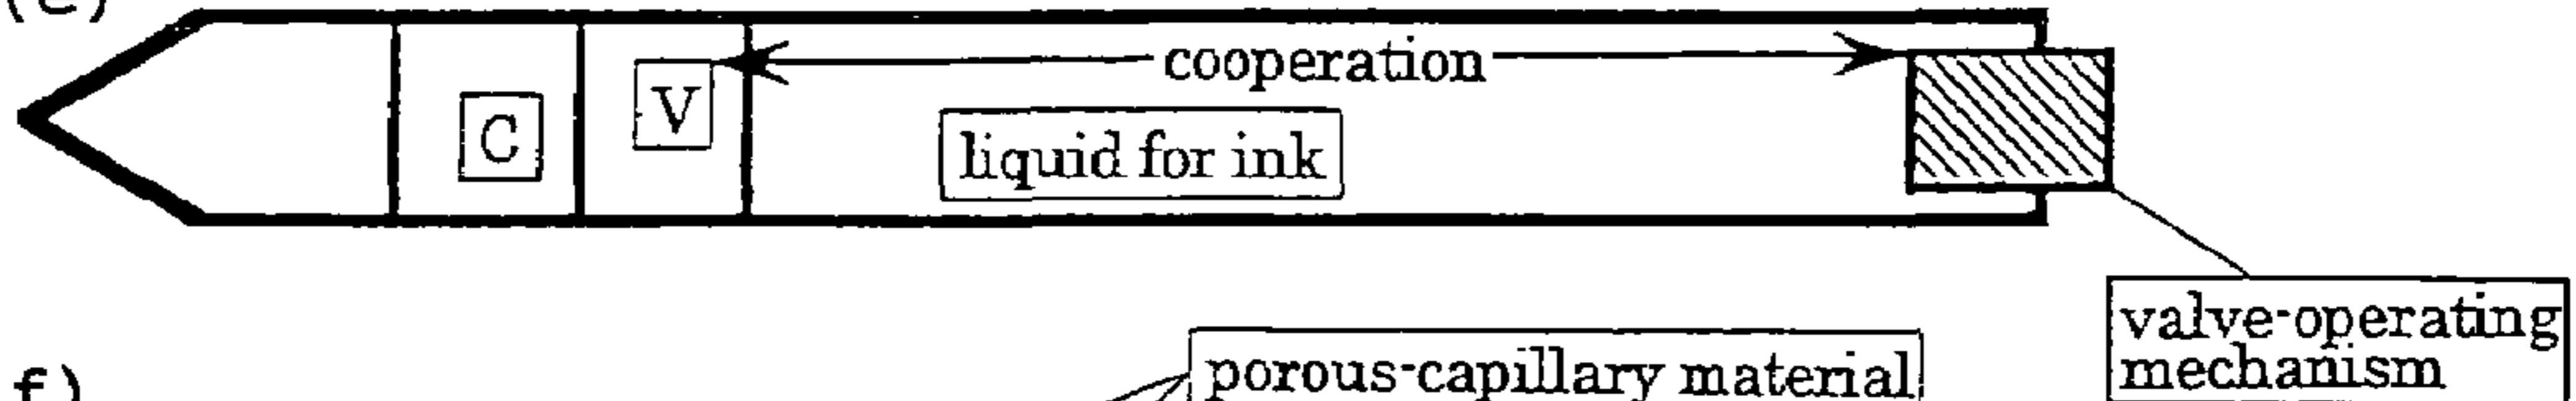 cooperation
V
C
liquid for ink
valve-operating
mechanism
f)
porous-capillary material